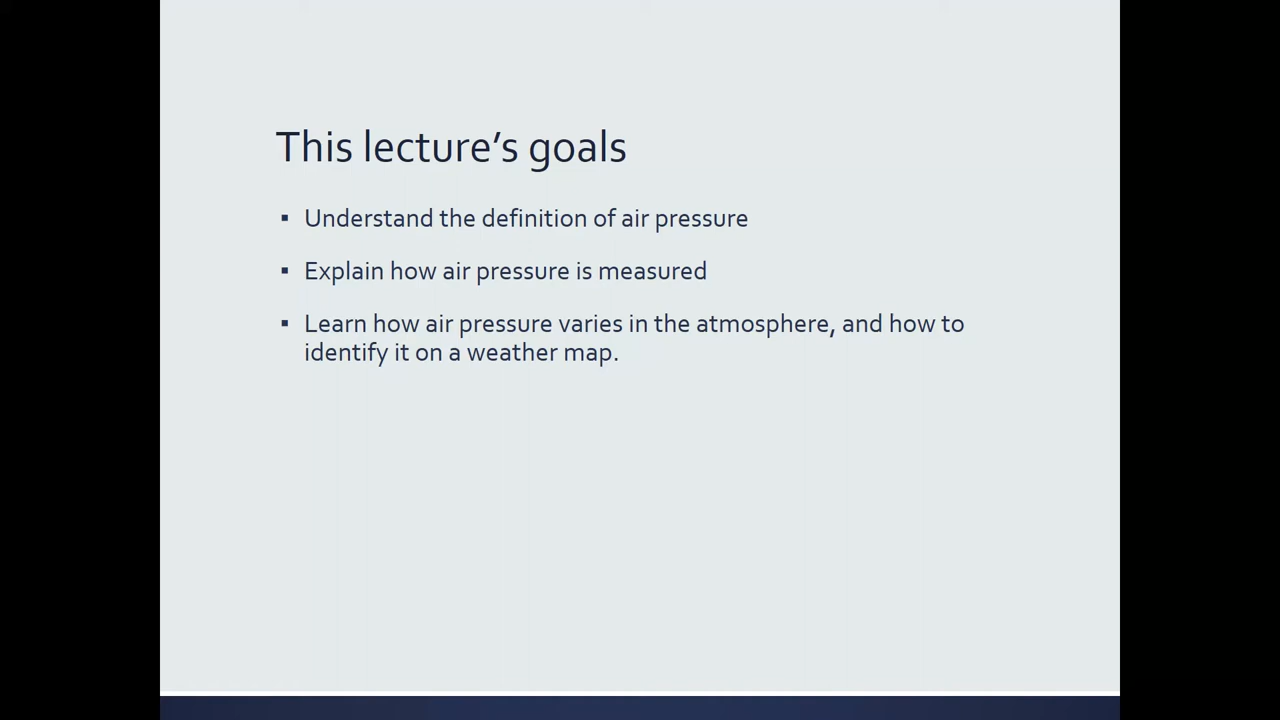 This lecture’s goals
▪ Understand the definition of air pressure
▪ Explain how air pressure is measured
▪ Learn how air pressure varies in the atmosphere, and how to
identify it on a weather map.